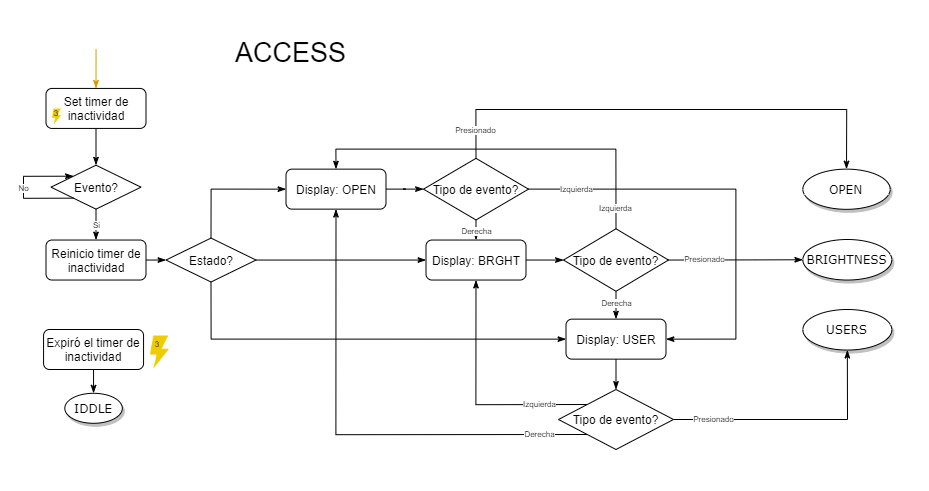 ACCESS
Set timer de
inactividad
3
Evento?
No
Si
Reinicio timer de
inactividad
Estado?
Display: OPEN
Tipo de evento?
Presionado
Izquierda
Derecha
OPEN
Display: BRGHT
Tipo de evento?
Izquierda
Presionado
Derecha
BRIGHTNESS
Display: USER
Tipo de evento?
Izquierda
Derecha
Presionado
USERS
Expiró el timer de
inactividad
3
IDDLE